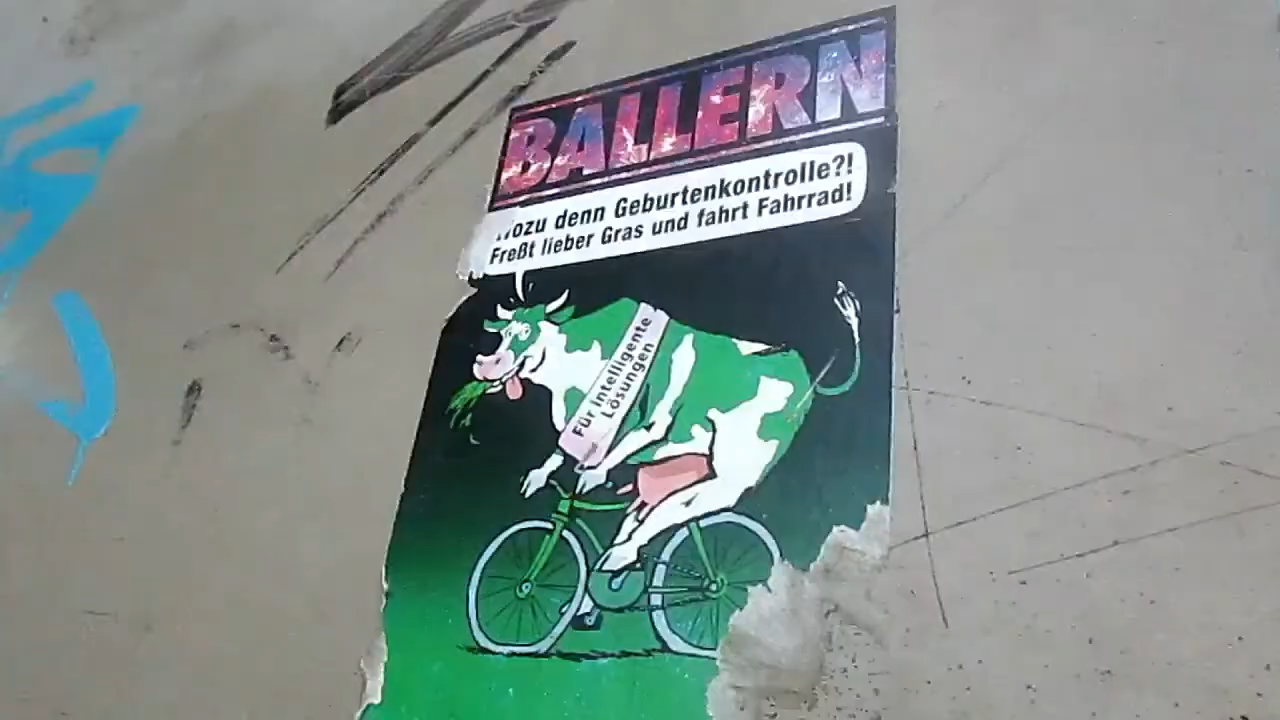 BALLERN
Wozu denn Geburtenkontrolle?!
Freßt lieber Gras und fahrt Fahrrad!
Für intelligente
Lösungen